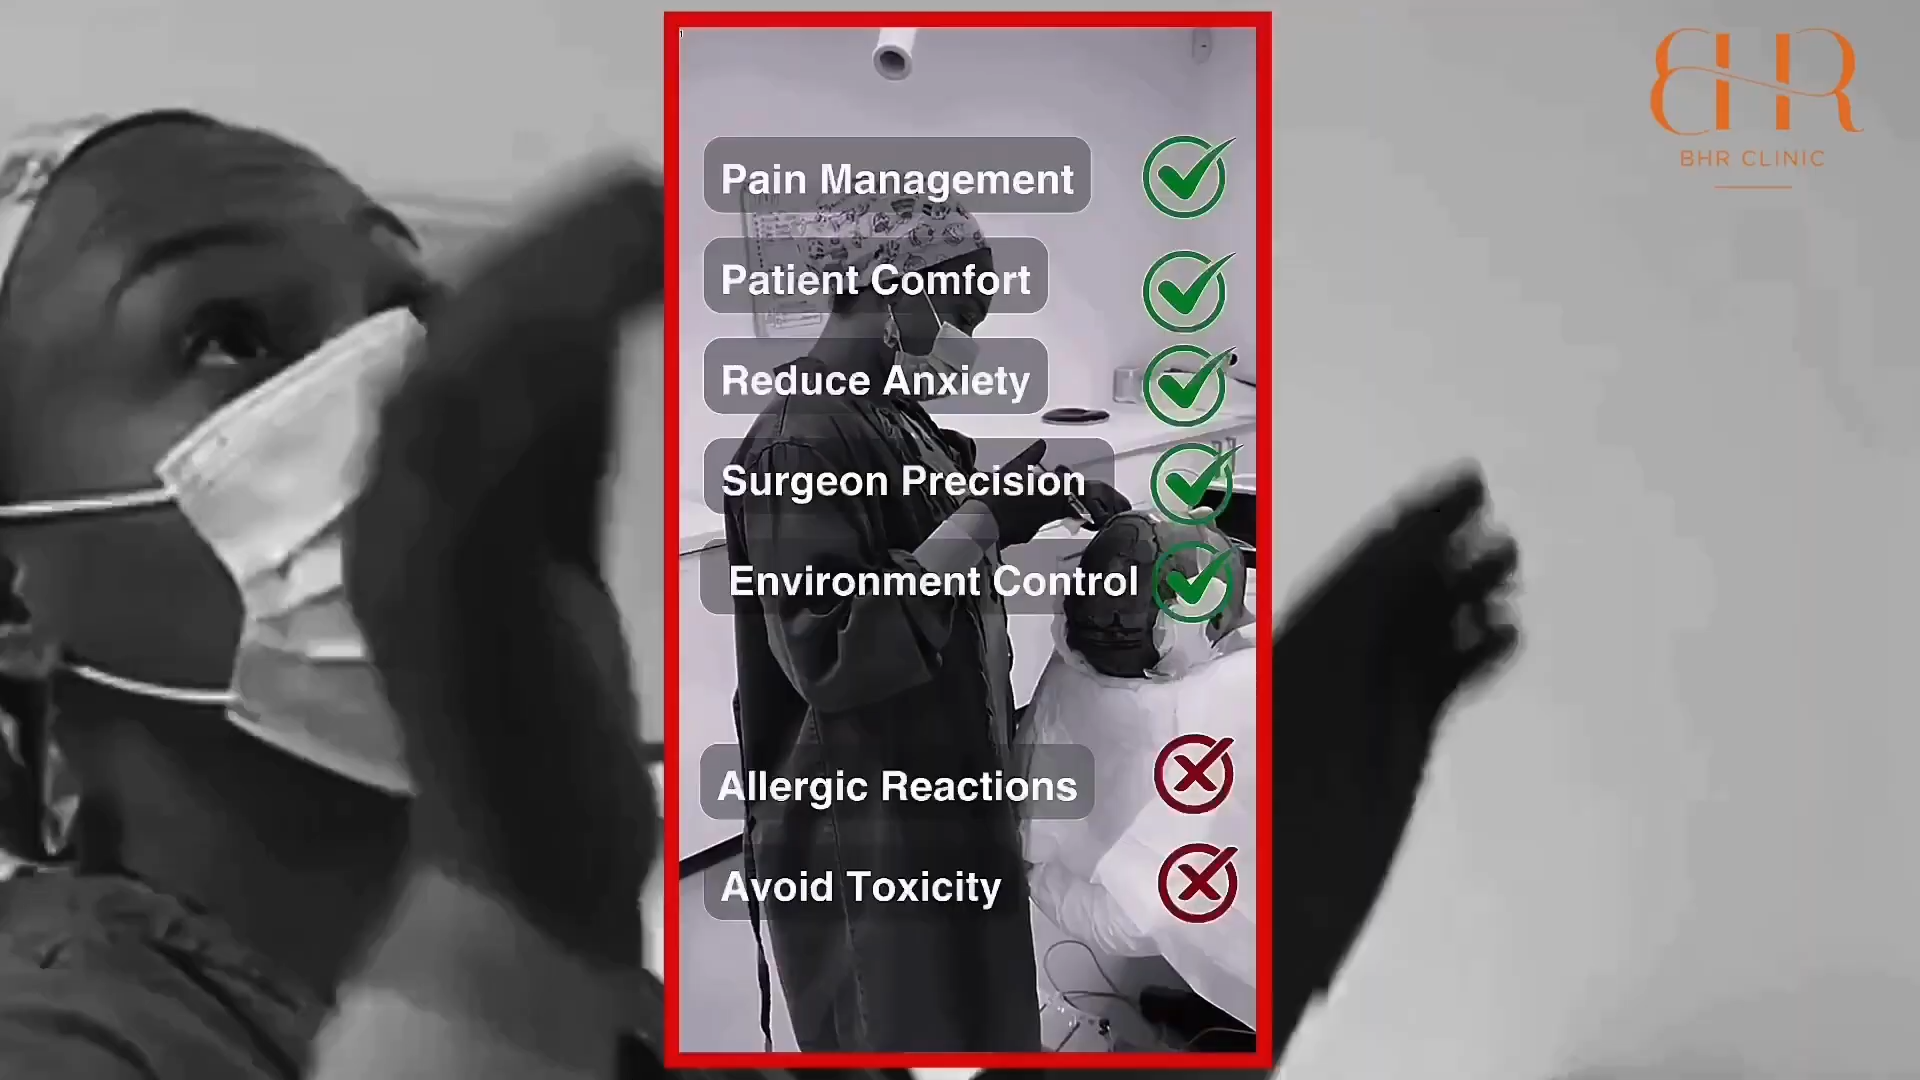 BHR
BHR CLINIC
Pain Management
Patient Comfort
Reduce Anxiety
Surgeon Precision
Environment Control
Allergic Reactions
Avoid Toxicity